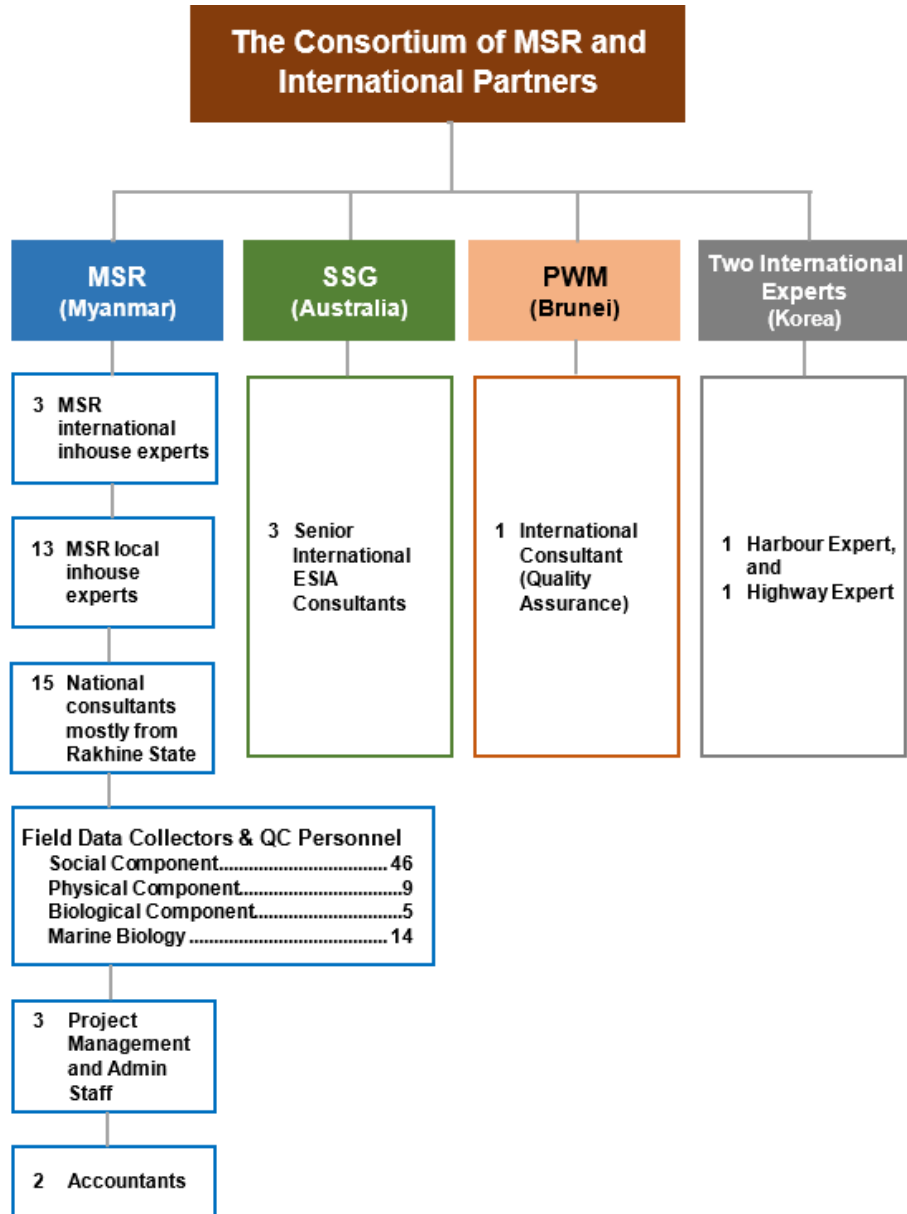 The Consortium of MSR and
International Partners
MSR
(Myanmar)
3 MSR
international
inhouse experts
13 MSR local
inhouse
experts
15 National
consultants
mostly from
Rakhine State
Field Data Collectors & QC Personnel
Social Component.......................................... 46
Physical Component........................................9
Biological Component.....................................5
Marine Biology ................................................ 14
3 Project
Management
and Admin
Staff
2 Accountants
SSG
(Australia)
3 Senior
International
ESIA
Consultants
PWM
(Brunei)
1 International
Consultant
(Quality
Assurance)
Two International
Experts
(Korea)
1 Harbour Expert,
and
1 Highway Expert